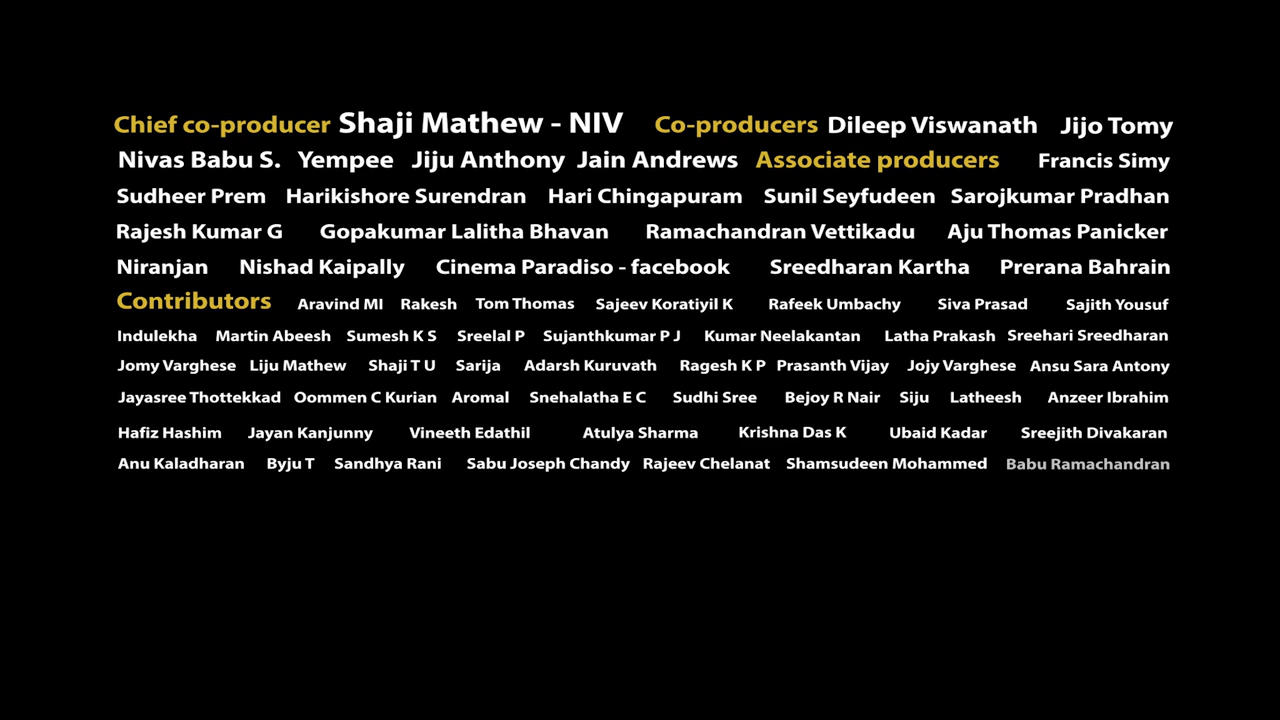 Chief co-producer Shaji Mathew - NIV Co-producers Dileep Viswanath Jijo Tomy
Nivas Babu S. Yempee Jiju Anthony Jain Andrews Associate producers Francis Simy
Sudheer Prem Harikishore Surendran Hari Chingapuram Sunil Seyfudeen Sarojkumar Pradhan
Rajesh Kumar G Gopakumar Lalitha Bhavan Ramachandran Vettikadu Aju Thomas Panicker
Niranjan Nishad Kaipally Cinema Paradiso - facebook Sreedharan Kartha Prerana Bahrain
Contributors Aravind MI Rakesh Tom Thomas Sajeev Koratiyil K Rafeek Umbachy Siva Prasad Sajith Yousuf
Indulekha Martin Abeesh Sumesh K S Sreelal P Sujanthkumar P J Kumar Neelakantan Latha Prakash Sreehari Sreedharan
Jomy Varghese Liju Mathew Shaji T U Sarija Adarsh Kuruvath Ragesh K P Prasanth Vijay Jojy Varghese Ansu Sara Antony
Jayasree Thottekkad Oommen C Kurian Aromal Snehalatha E C Sudhi Sree Bejoy R Nair Siju Latheesh Anzeer Ibrahim
Hafiz Hashim Jayan Kanjunny Vineeth Edathil Atulya Sharma Krishna Das K Ubaid Kadar Sreejith Divakaran
Anu Kaladharan Byju T Sandhya Rani Sabu Joseph Chandy Rajeev Chelanat Shamsudeen Mohammed Babu Ramachandran